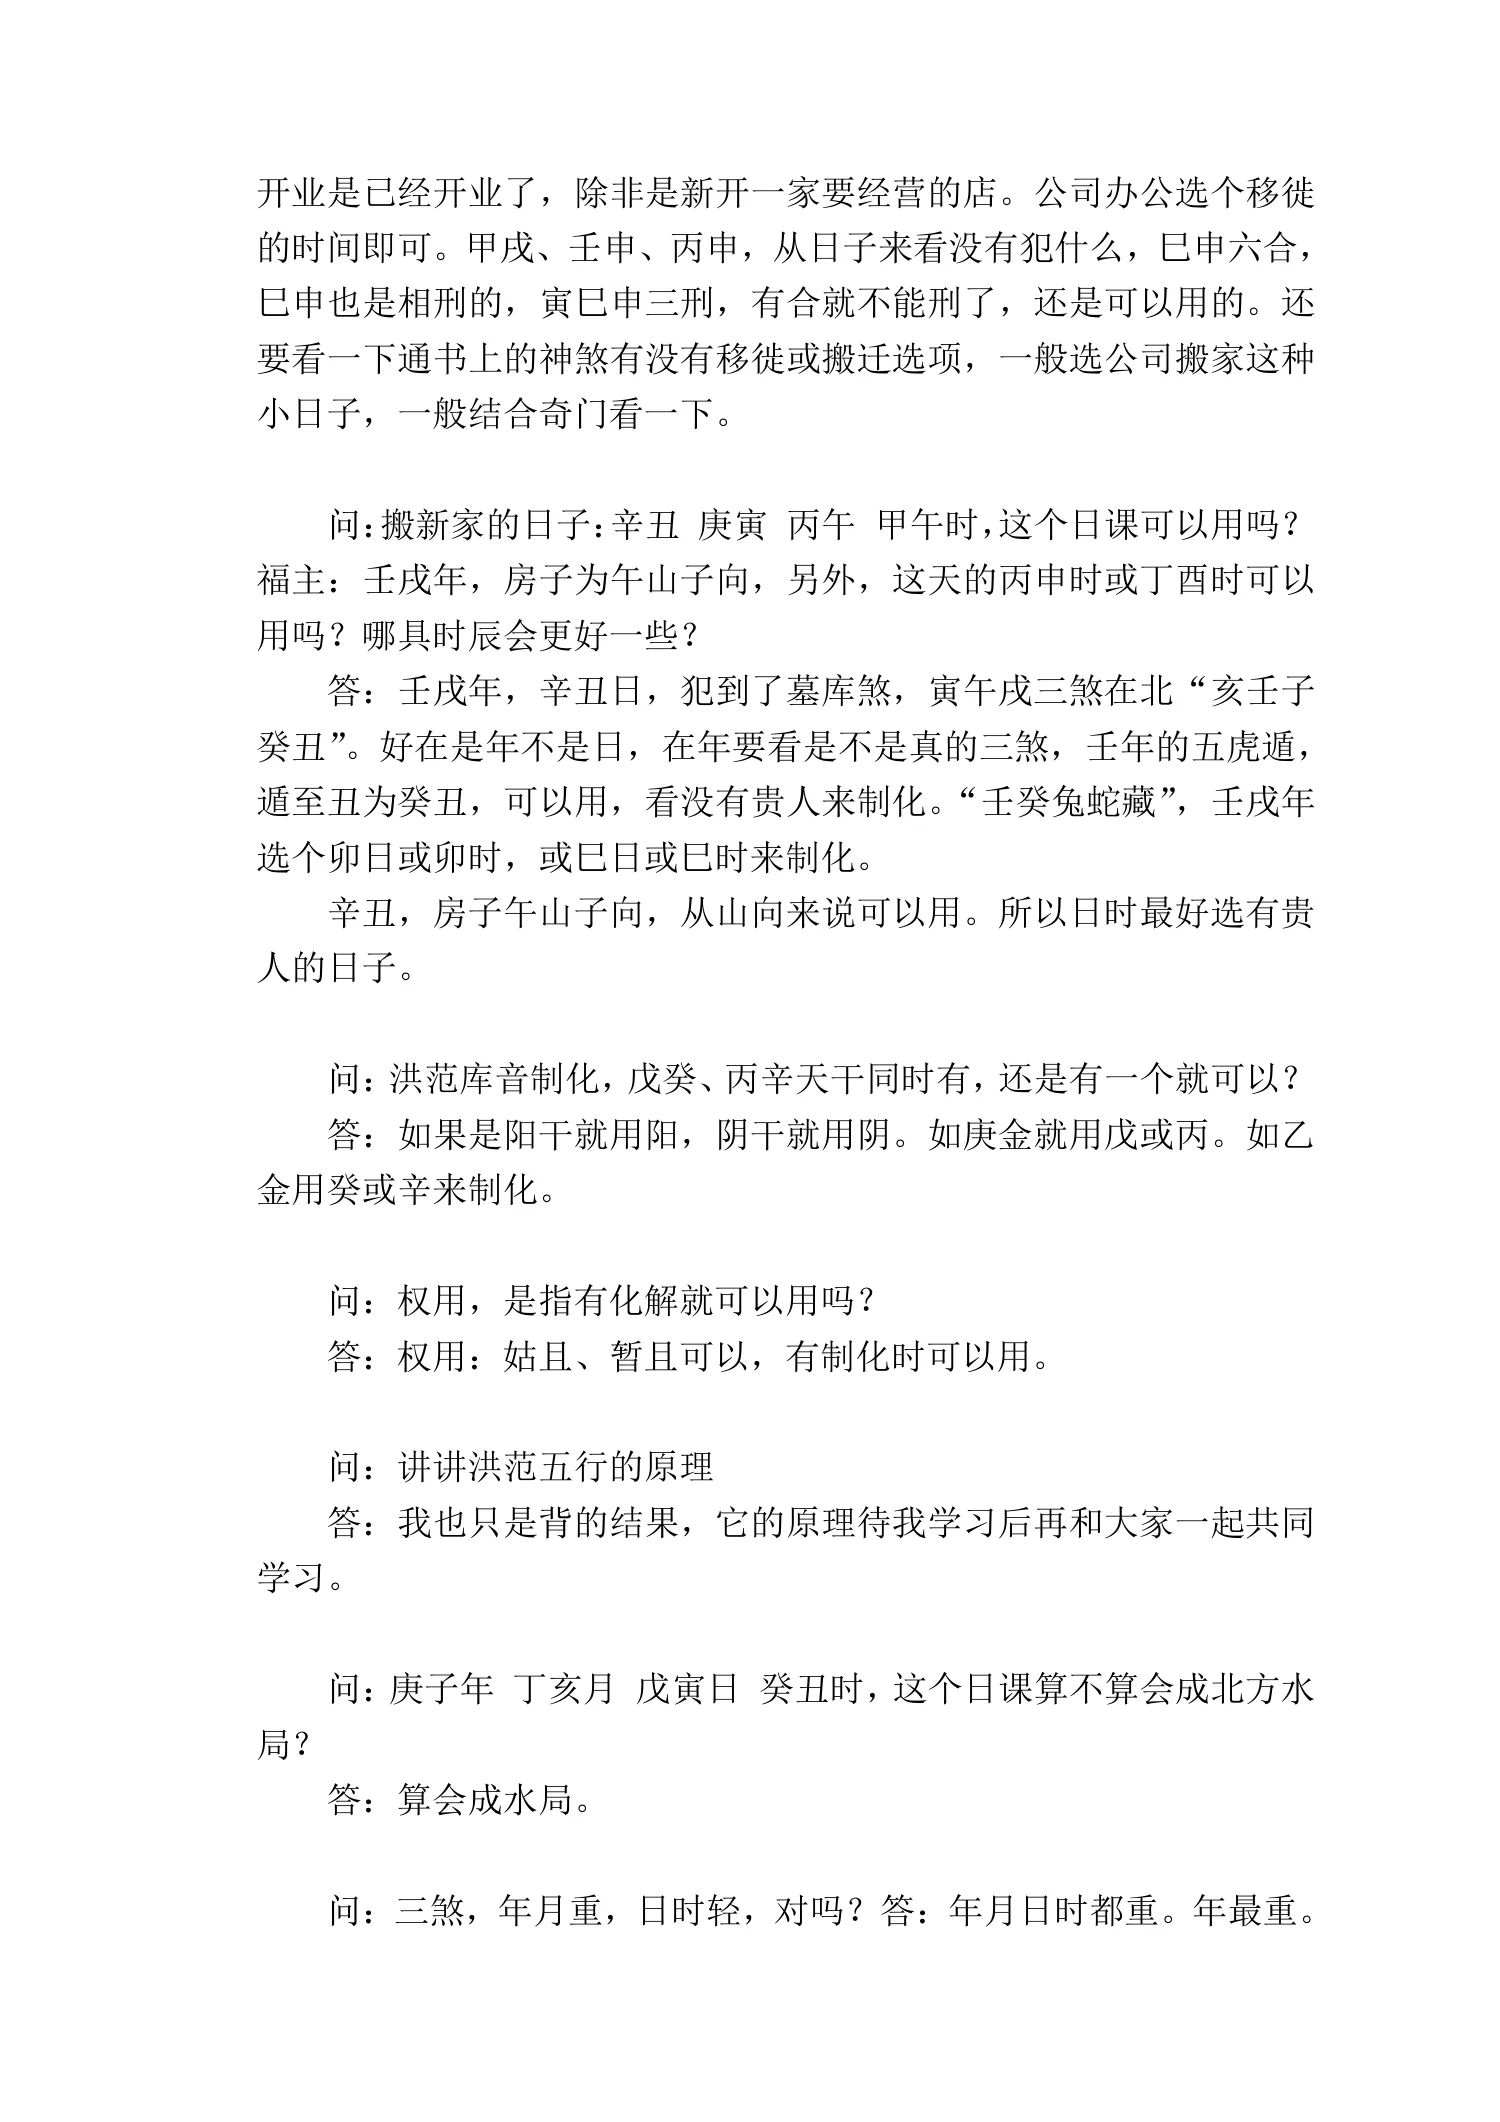 开业是已经开业了，除非是新开一家要经营的店。公司办公选个移徙
的时间即可。甲戌、壬申、丙申，从日子来看没有犯什么，巳申六合，
巳申也是相刑的，寅巳申三刑，有合就不能刑了，还是可以用的。还
要看一下通书上的神煞有没有移徙或搬迁选项，一般选公司搬家这种
小日子，一般结合奇门看一下。
问：搬新家的日子：辛丑 庚寅 丙午 甲午时，这个日课可以用吗？
福主：壬戌年，房子为午山子向，另外，这天的丙申时或丁酉时可以
用吗？哪具时辰会更好一些？
答：壬戌年，辛丑日，犯到了墓库煞，寅午戌三煞在北“亥壬子
癸丑”。好在是年不是日，在年要看是不是真的三煞，壬年的五虎遁，
遁至丑为癸丑，可以用，看没有贵人来制化。“壬癸兔蛇藏”，壬戌年
选个卯日或卯时，或巳日或巳时来制化。
辛丑，房子午山子向，从山向来说可以用。所以日时最好选有贵
人的日子。
问：洪范库音制化，戊癸、丙辛天干同时有，还是有一个就可以？
答：如果是阳干就用阳，阴干就用阴。如庚金就用戊或丙。如乙
金用癸或辛来制化。
问：权用，是指有化解就可以用吗？
答：权用：姑且、暂且可以，有制化时可以用。
问：讲讲洪范五行的原理
答：我也只是背的结果，它的原理待我学习后再和大家一起共同
学习。
问：庚子年 丁亥月 戊寅日 癸丑时，这个日课算不算会成北方水
局？
答：算会成水局。
问：三煞，年月重，日时轻，对吗？答：年月日时都重。年最重。